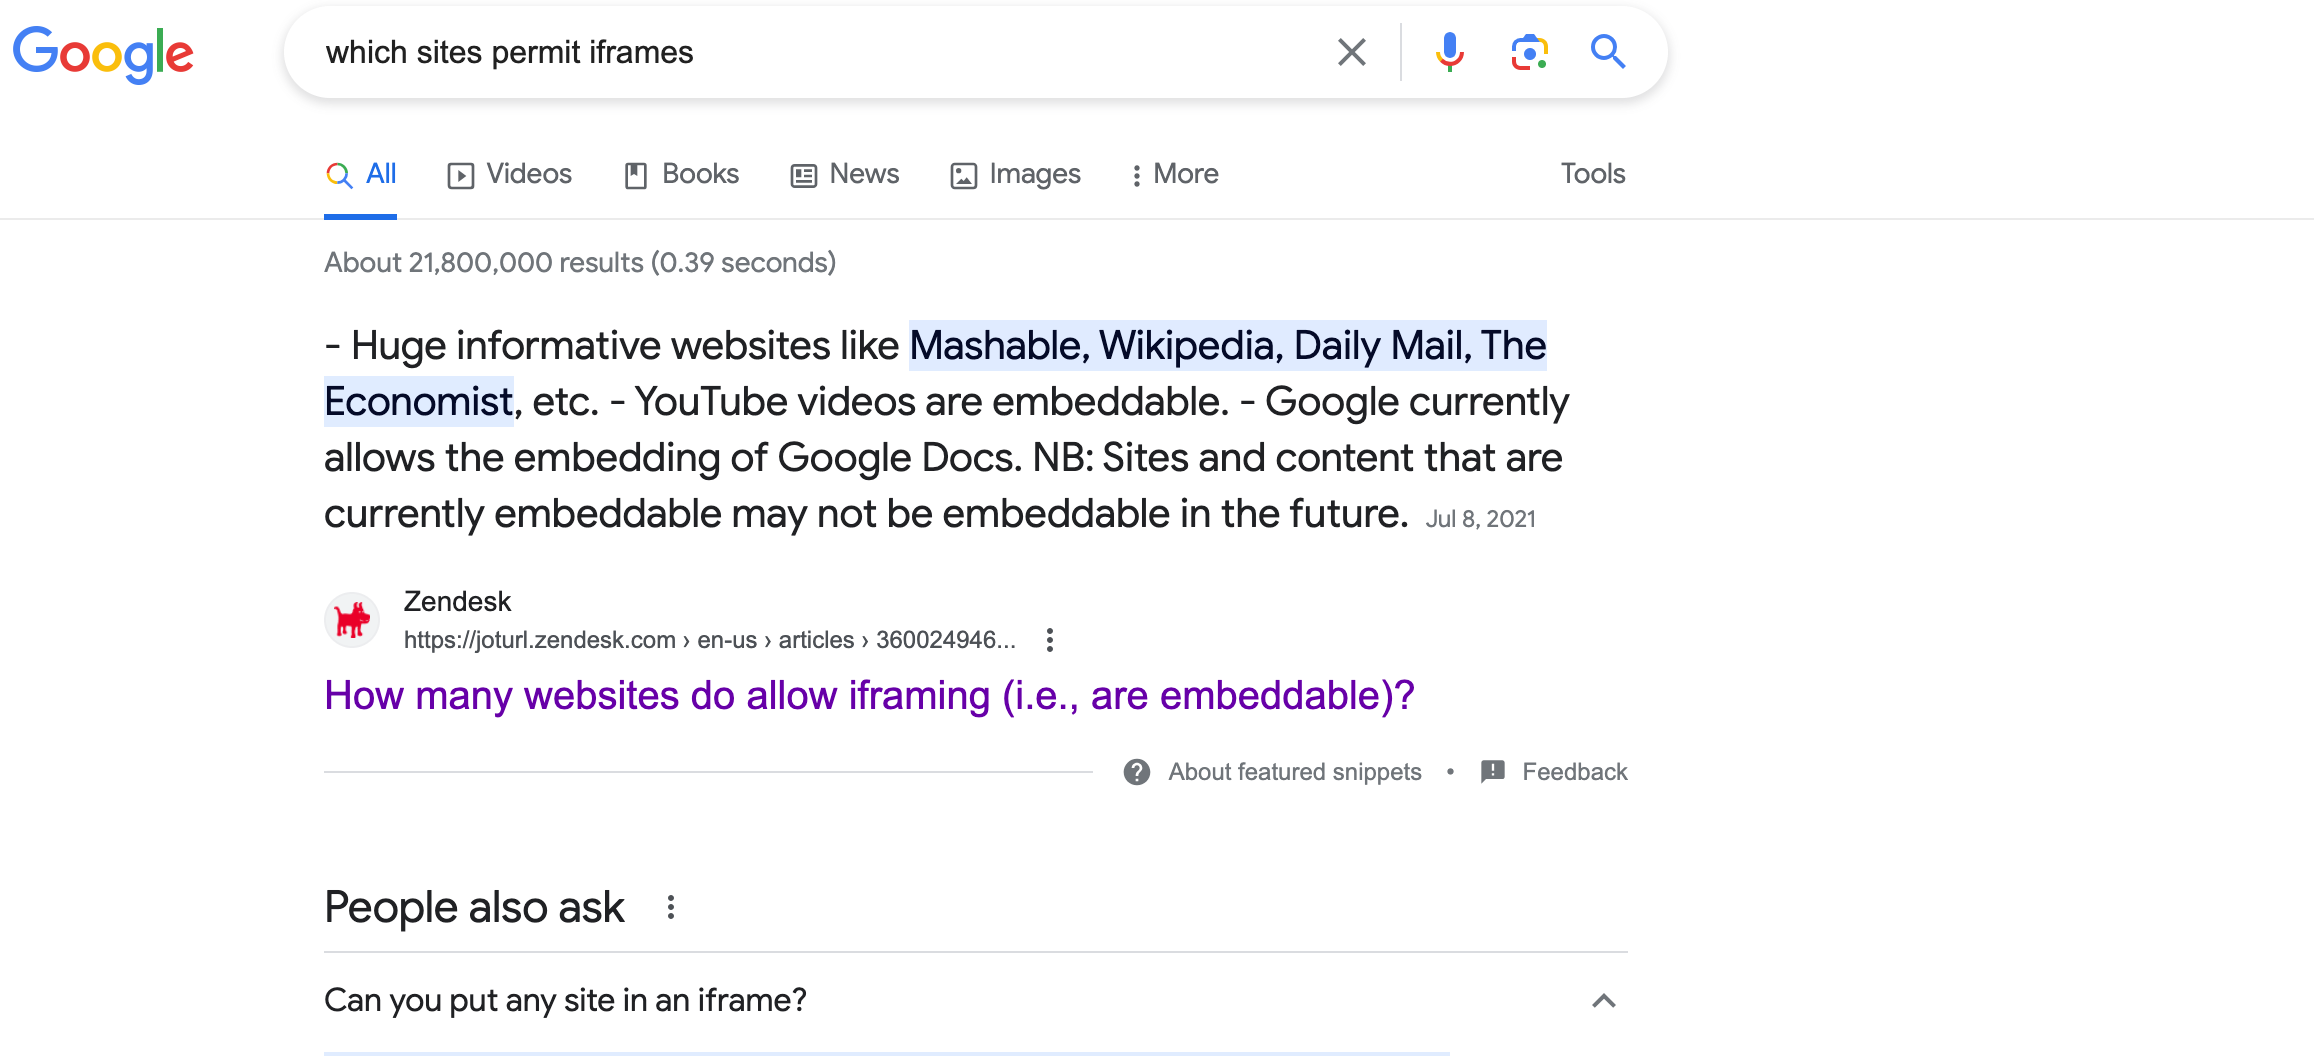 Google
which sites permit iframes
All Videos Books News Images More Tools
About 21,800,000 results (0.39 seconds)
- Huge informative websites like Mashable, Wikipedia, Daily Mail, The
Economist, etc. - YouTube videos are embeddable. - Google currently
allows the embedding of Google Docs. NB: Sites and content that are
currently embeddable may not be embeddable in the future. Jul 8, 2021
Zendesk
https://joturl.zendesk.com › en-us › articles › 360024946...
How many websites do allow iframing (i.e., are embeddable)?
About featured snippets • Feedback
People also ask
Can you put any site in an iframe?